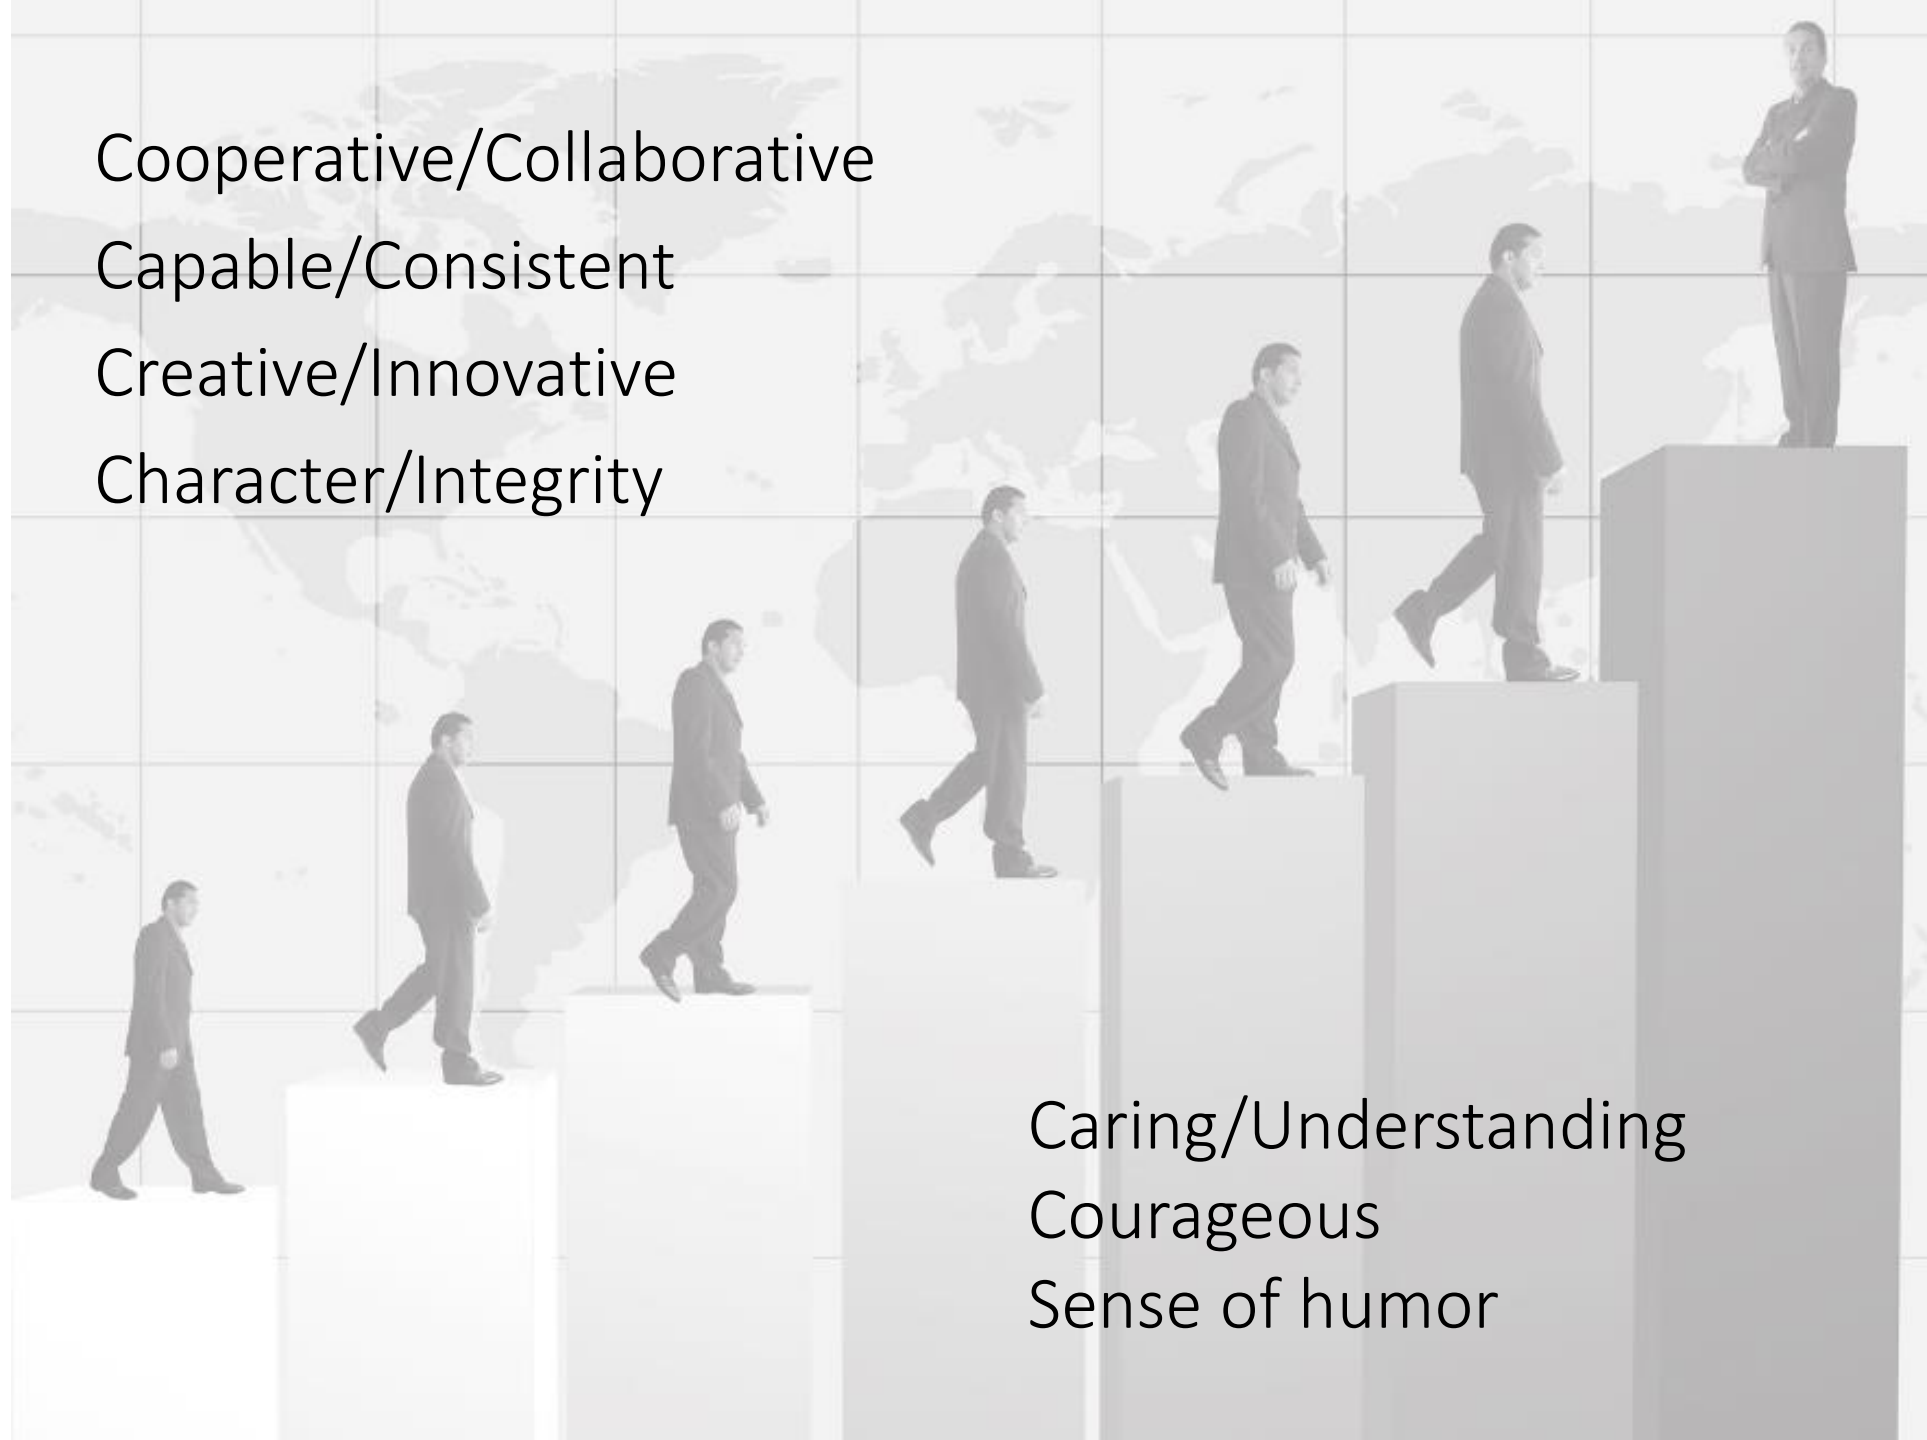 Cooperative/Collaborative
Capable/Consistent
Creative/Innovative
Character/Integrity
Caring/Understanding
Courageous
Sense of humor